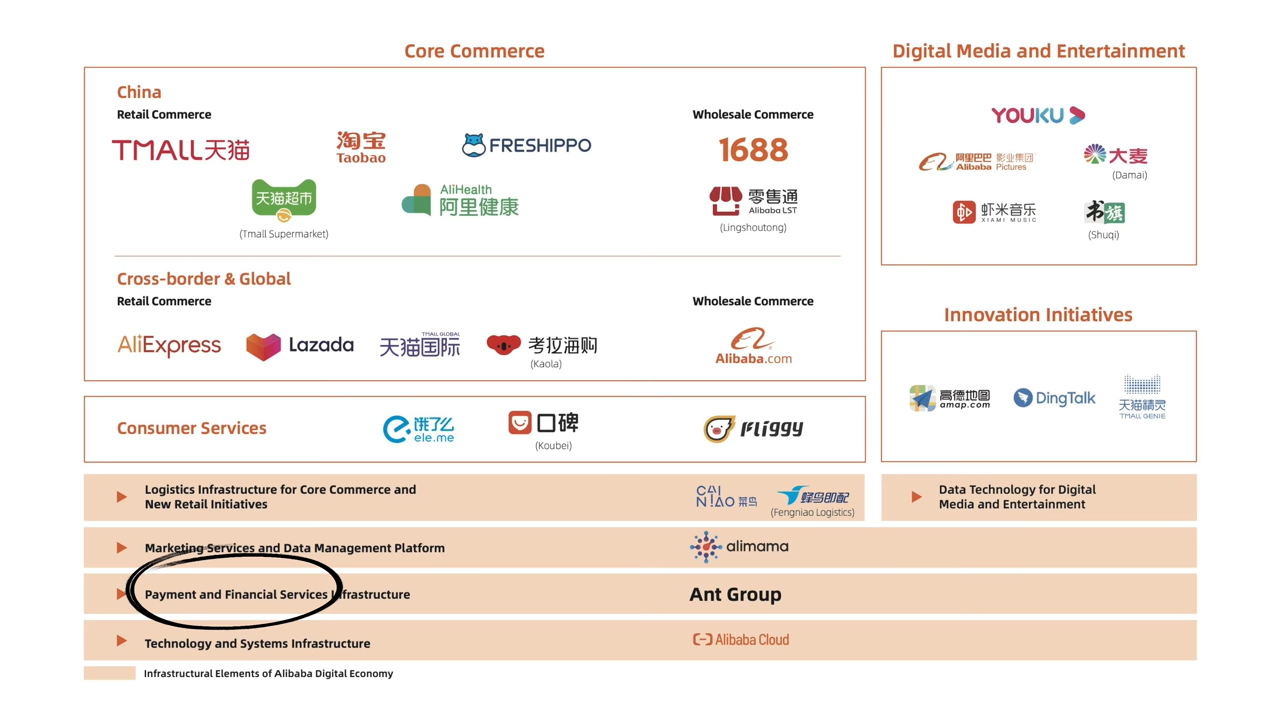 Core Commerce
China
Retail Commerce
Wholesale Commerce
TMALL天猫
淘宝
Taobao
FRESHIPPO
1688
天猫超市
(Tmall Supermarket)
AliHealth
阿里健康
零售通
Alibaba LST
(Lingshoutong)
Cross-border & Global
Retail Commerce
Wholesale Commerce
AliExpress
Lazada
TMALL GLOBAL
天猫国际
考拉海购
(Kaola)
Alibaba.com
Consumer Services
饿了么
ele.me
口碑
(Koubei)
Fliggy
Digital Media and Entertainment
YOUKU
阿里巴巴 影业集团
Alibaba Pictures
大麦
(Damai)
虾米音乐
XIAMI MUSIC
书旗
(Shuqi)
Innovation Initiatives
高德地图
amap.com
DingTalk
天猫精灵
TMALL GENIE
Logistics Infrastructure for Core Commerce and
New Retail Initiatives
CAI
NIAO 菜鸟
蜂鸟即配
(Fengniao Logistics)
Data Technology for Digital
Media and Entertainment
Marketing Services and Data Management Platform
alimama
Payment and Financial Services Infrastructure
Ant Group
Technology and Systems Infrastructure
Alibaba Cloud
Infrastructural Elements of Alibaba Digital Economy